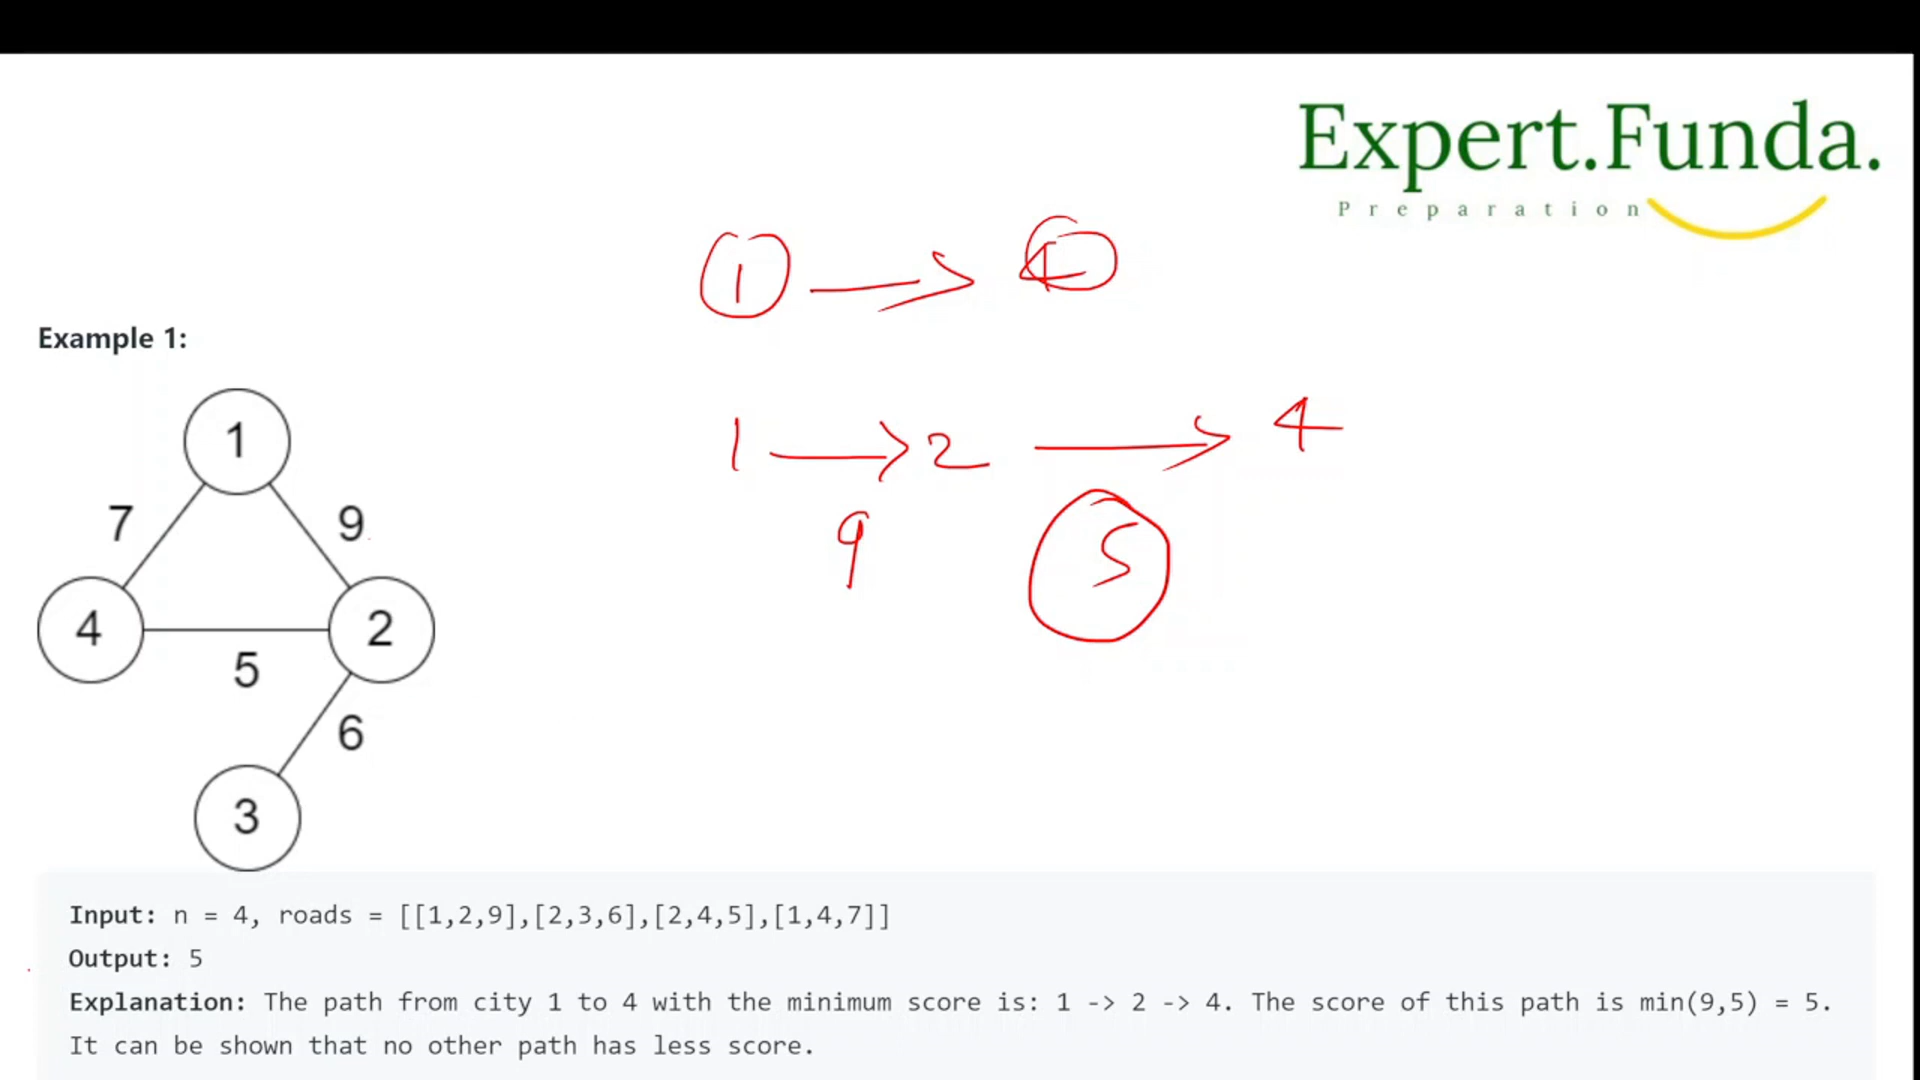 Expert.Funda.
Preparation
1 4
Example 1:
1 2 4
1
7 9
9 5
4 2
5
6
3
Input: n = 4, roads = [[1,2,9],[2,3,6],[2,4,5],[1,4,7]]
Output: 5
Explanation: The path from city 1 to 4 with the minimum score is: 1 -> 2 -> 4. The score of this path is min(9,5) = 5.
It can be shown that no other path has less score.